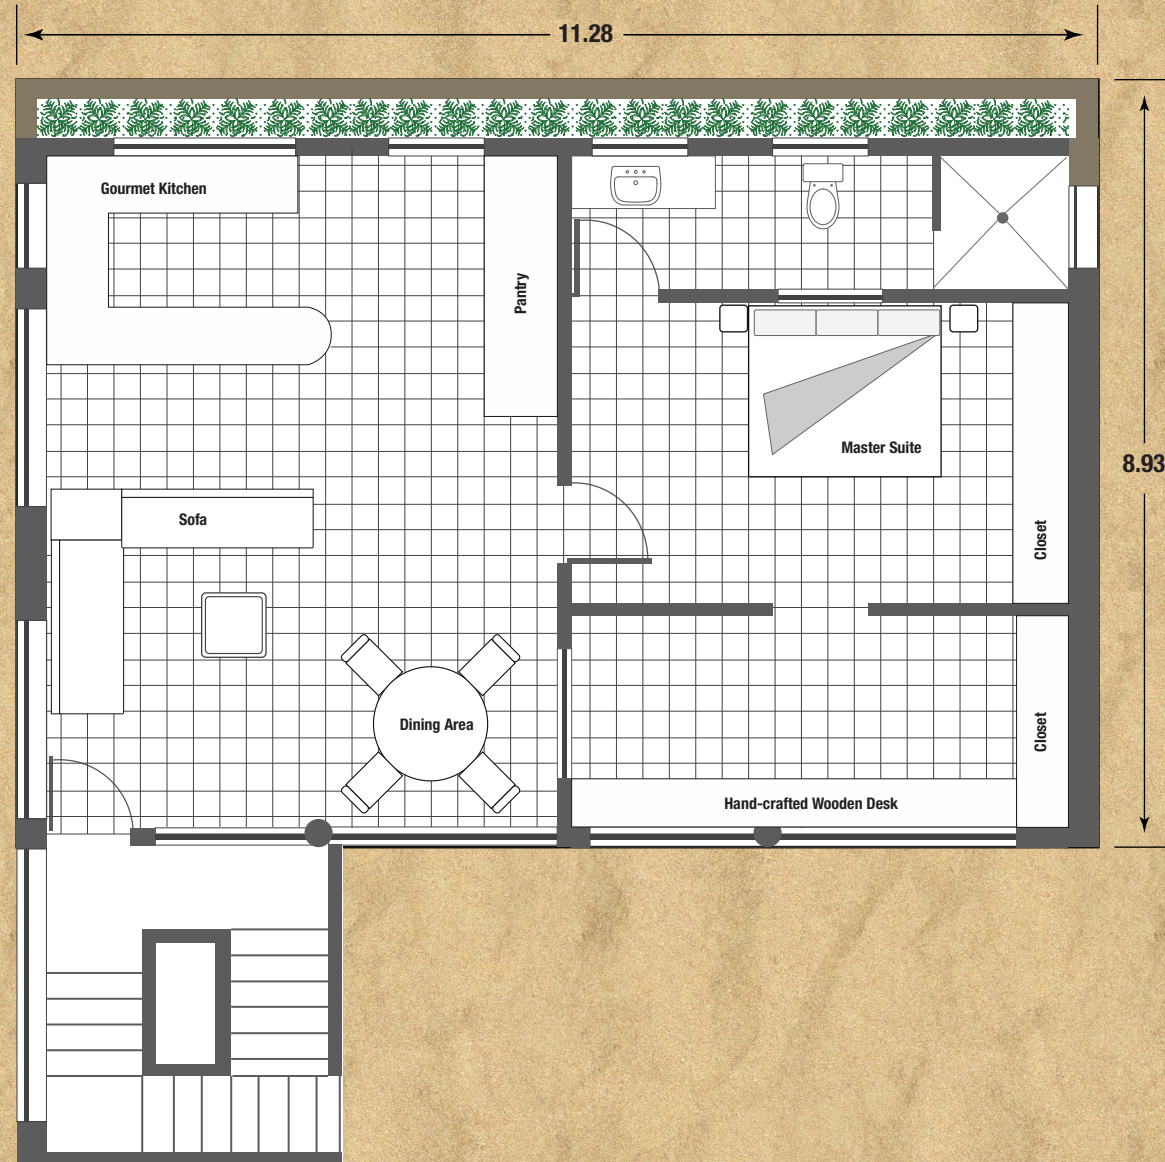 11.28
Gourmet Kitchen
Pantry
Master Suite
8.93
Sofa
Closet
Dining Area
Closet
Hand-crafted Wooden Desk